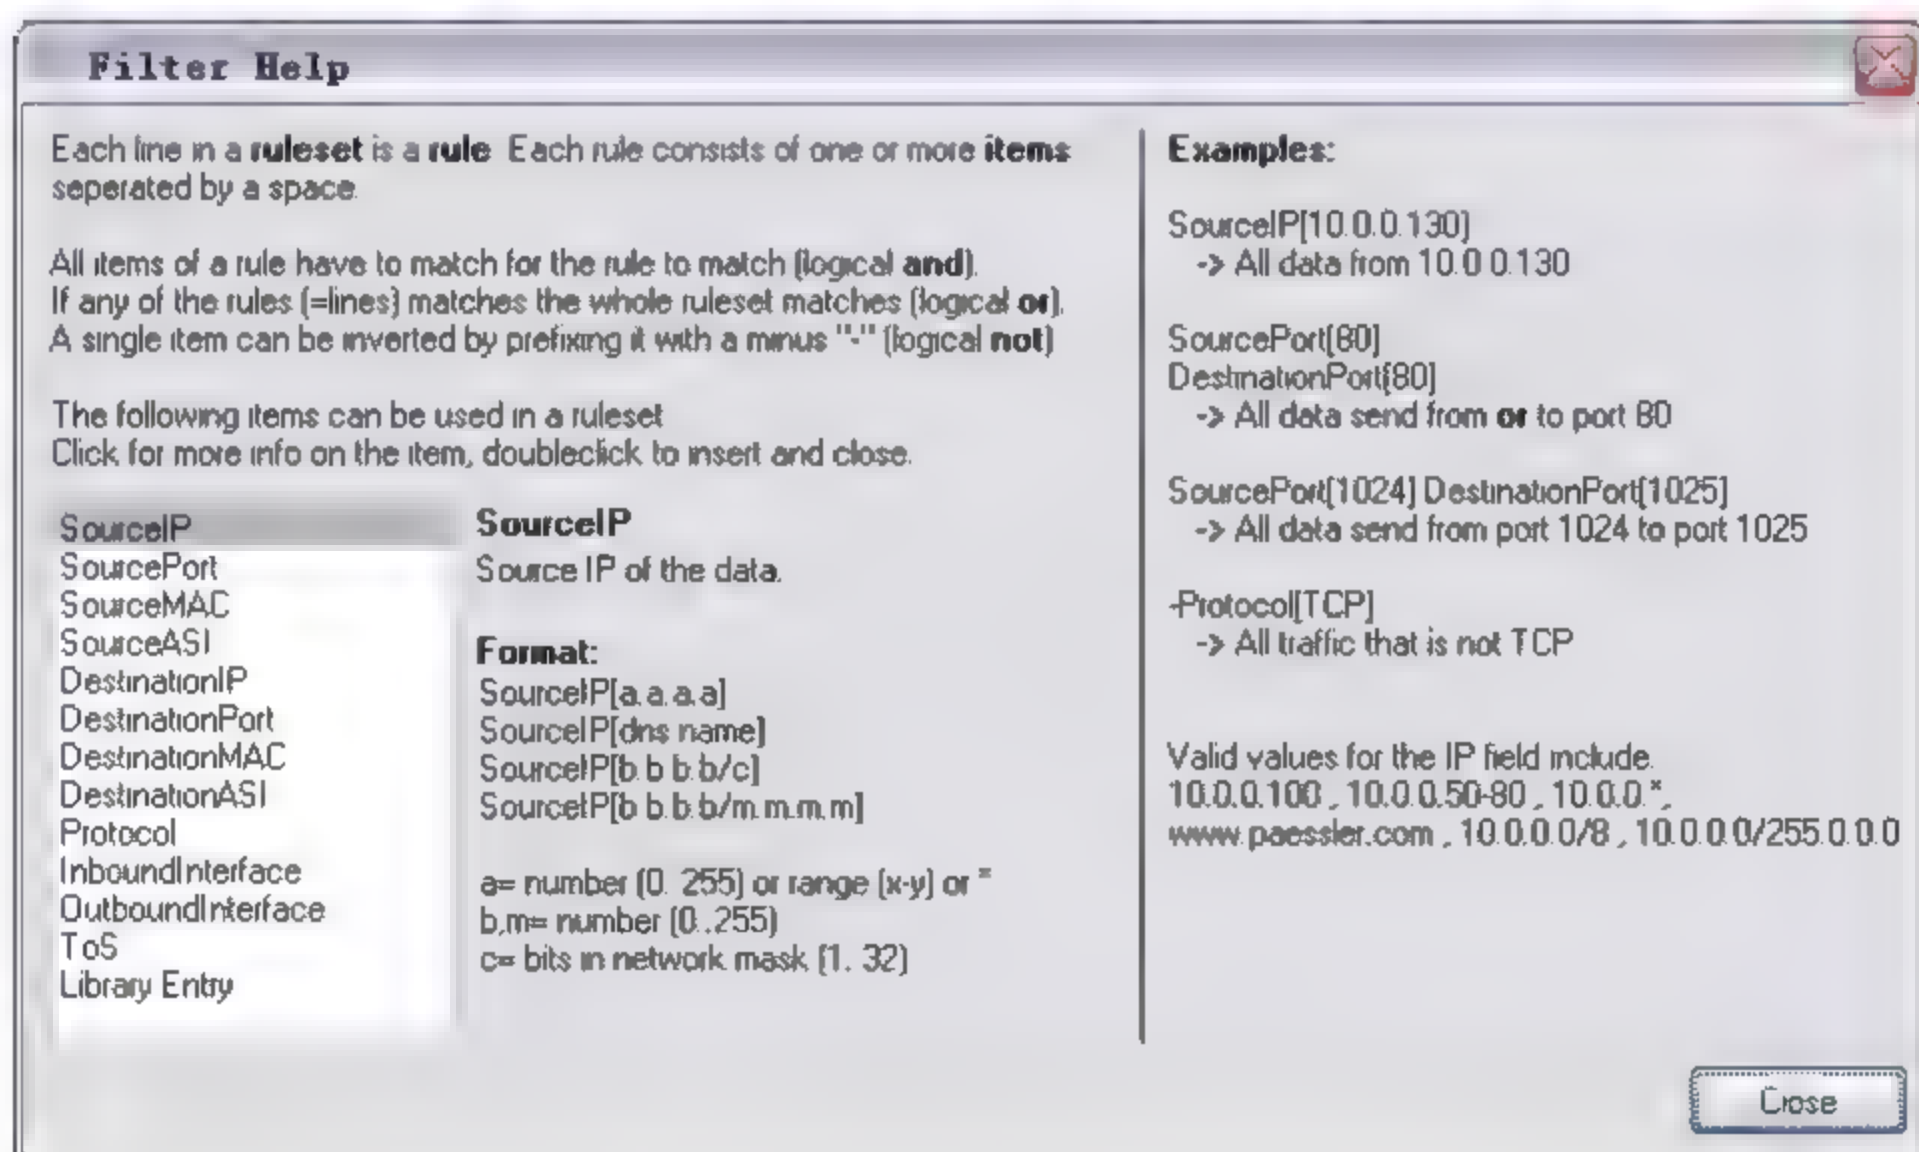 Filter Help
Each line in a ruleset is a rule. Each rule consists of one or more items
seperated by a space.
All items of a rule have to match for the rule to match (logical and).
If any of the rules (=lines) matches the whole ruleset matches (logical or).
A single item can be inverted by prefixing it with a minus "-" (logical not)
The following items can be used in a ruleset
Click for more info on the item, doubleclick to insert and close.
SourceIP
SourcePort
SourceMAC
SourceASI
DestinationIP
DestinationPort
DestinationMAC
DestinationASI
Protocol
InboundInterface
OutboundInterface
ToS
Library Entry
SourceIP
Source IP of the data.
Format:
SourceIP[a.a.a.a]
SourceIP[dns name]
SourceIP[b.b.b.b/c]
SourceIP[b.b.b.b/m.m.m.m]
a= number (0..255) or range (x-y) or *
b,m= number (0..255)
c= bits in network mask (1..32)
Examples:
SourceIP[10.0.0.130]
-> All data from 10.0.0.130
SourcePort[80]
DestinationPort[80]
-> All data send from or to port 80
SourcePort[1024] DestinationPort[1025]
-> All data send from port 1024 to port 1025
-Protocol[TCP]
-> All traffic that is not TCP
Valid values for the IP field include:
10.0.0.100 , 10.0.0.50-80 , 10.0.0.*,
www.paessler.com , 10.0.0.0/8 , 10.0.0.0/255.0.0.0
Close